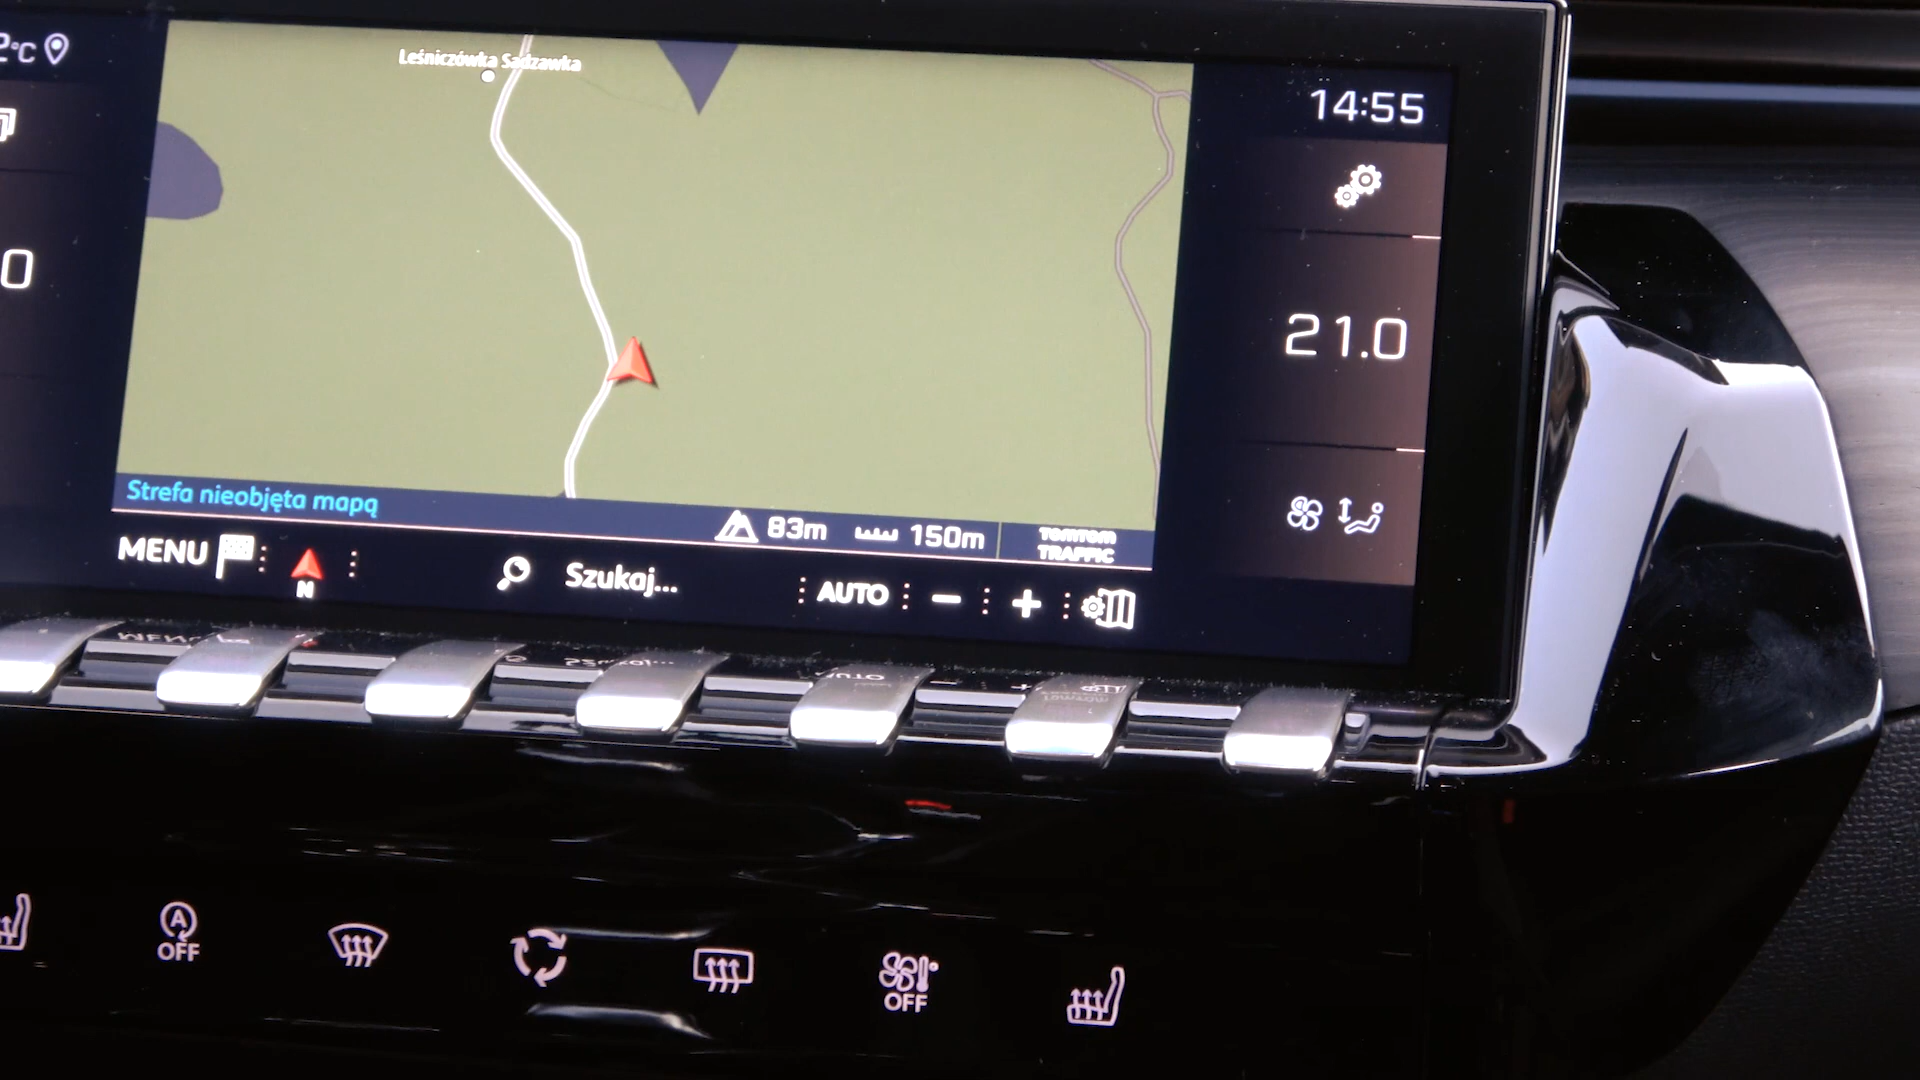 2°C
Leśniczówka Sadzawka
14:55
0
21.0
Strefa nieobjęta mapą
83m
150m
TOMTOM
TRAFFIC
MENU
N
Szukaj...
AUTO
A
OFF
OFF